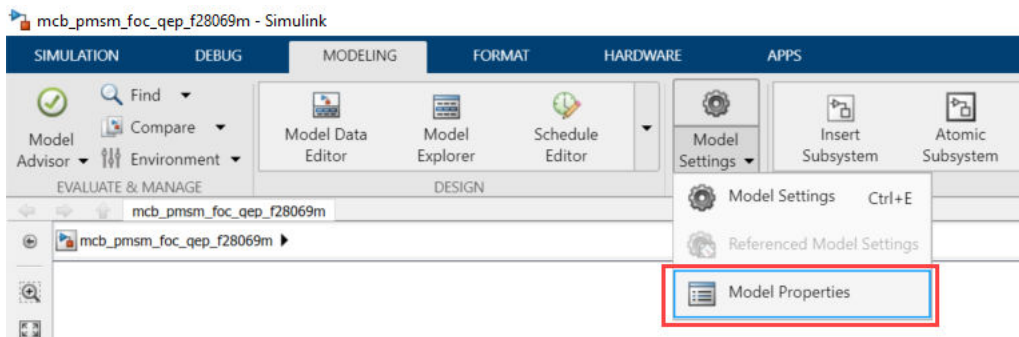 mcb_pmsm_foc_qep_f28069m - Simulink
SIMULATION DEBUG MODELING FORMAT HARDWARE APPS
Find
Compare
Environment
Model
Advisor
Model Data
Editor
Model
Explorer
Schedule
Editor
Model
Settings
Insert
Subsystem
Atomic
Subsystem
EVALUATE & MANAGE DESIGN
mcb_pmsm_foc_qep_f28069m
mcb_pmsm_foc_qep_f28069m
Model Settings Ctrl+E
Referenced Model Settings
Model Properties